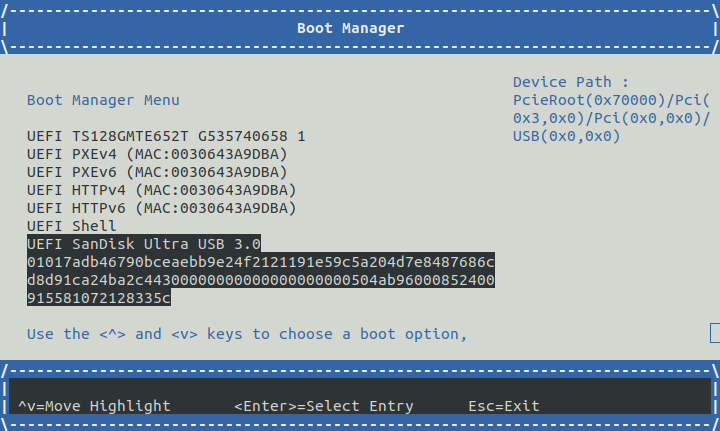 Boot Manager
Device Path :
Boot Manager Menu
PcieRoot(0x70000)/Pci(
0x3,0x0)/Pci(0x0,0x0)/
USB(0x0,0x0)
UEFI TS128GMTE652T G535740658 1
UEFI PXEv4 (MAC:0030643A9DBA)
UEFI PXEv6 (MAC:0030643A9DBA)
UEFI HTTPv4 (MAC:0030643A9DBA)
UEFI HTTPv6 (MAC:0030643A9DBA)
UEFI Shell
UEFI SanDisk Ultra USB 3.0
01017adb46790bceaebb9e24f2121191e59c5a204d7e8487686c
d8d91ca24ba2c44300000000000000000000504ab96000852400
915581072128335c
Use the <^> and <v> keys to choose a boot option,
^v=Move Highlight <Enter>=Select Entry Esc=Exit